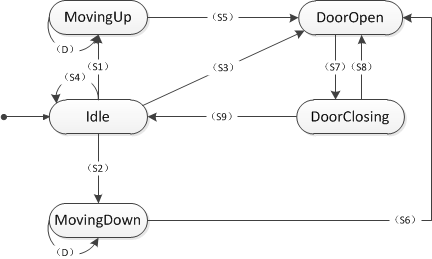 MovingUp
(S5)
DoorOpen
(D)
(S1)
(S4)
(S3)
(S7)
(S8)
Idle
(S9)
DoorClosing
(S2)
MovingDown
(S6)
(D)